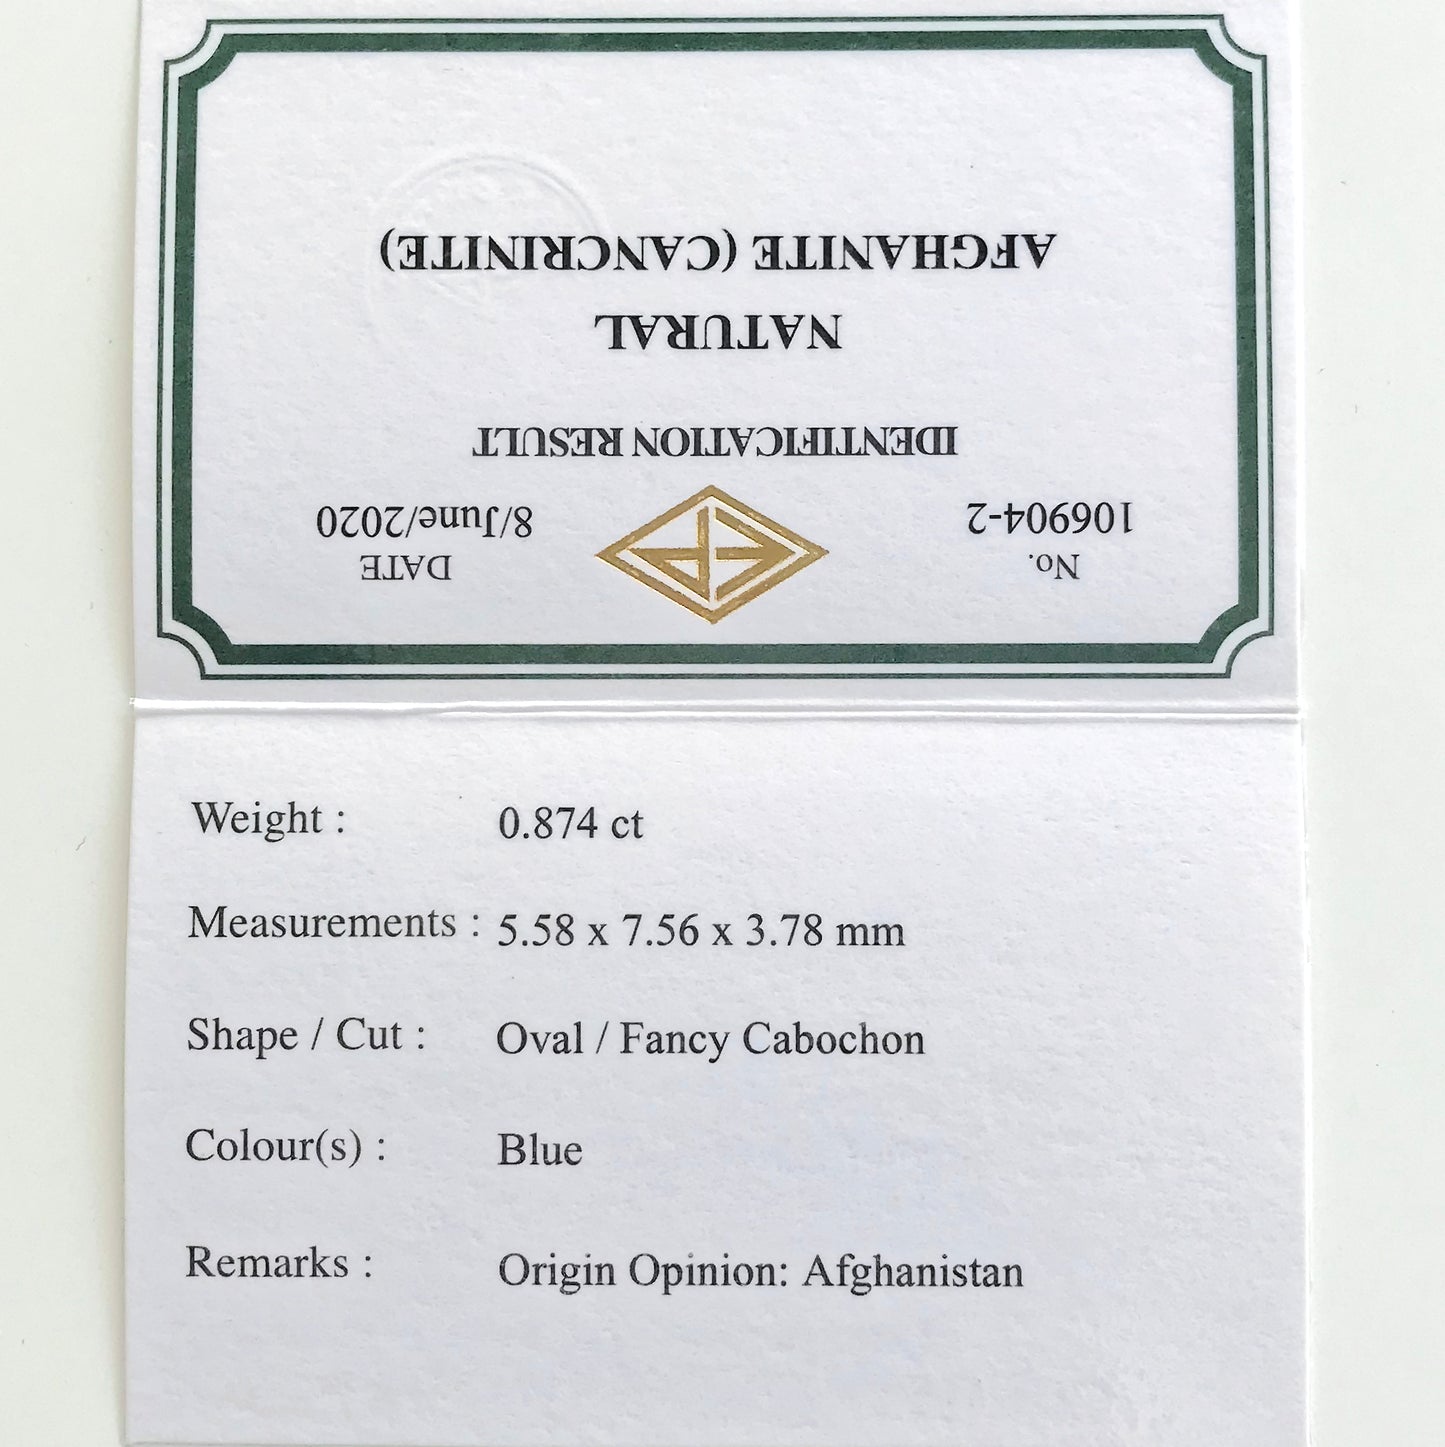 No.
106904-2
DATE
8/June/2020
IDENTIFICATION RESULT
NATURAL
AFGHANITE (CANCRINITE)
Weight : 0.874 ct
Measurements : 5.58 x 7.56 x 3.78 mm
Shape / Cut : Oval / Fancy Cabochon
Colour(s) : Blue
Remarks : Origin Opinion: Afghanistan